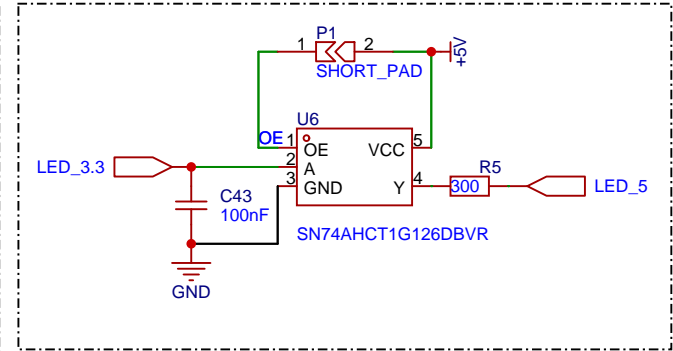 P1
1 2
+5V
SHORT_PAD
U6
OE 1 OE VCC 5
LED_3.3 2 A
3 GND Y 4 300 R5 LED_5
C43
100nF
SN74AHCT1G126DBVR
GND